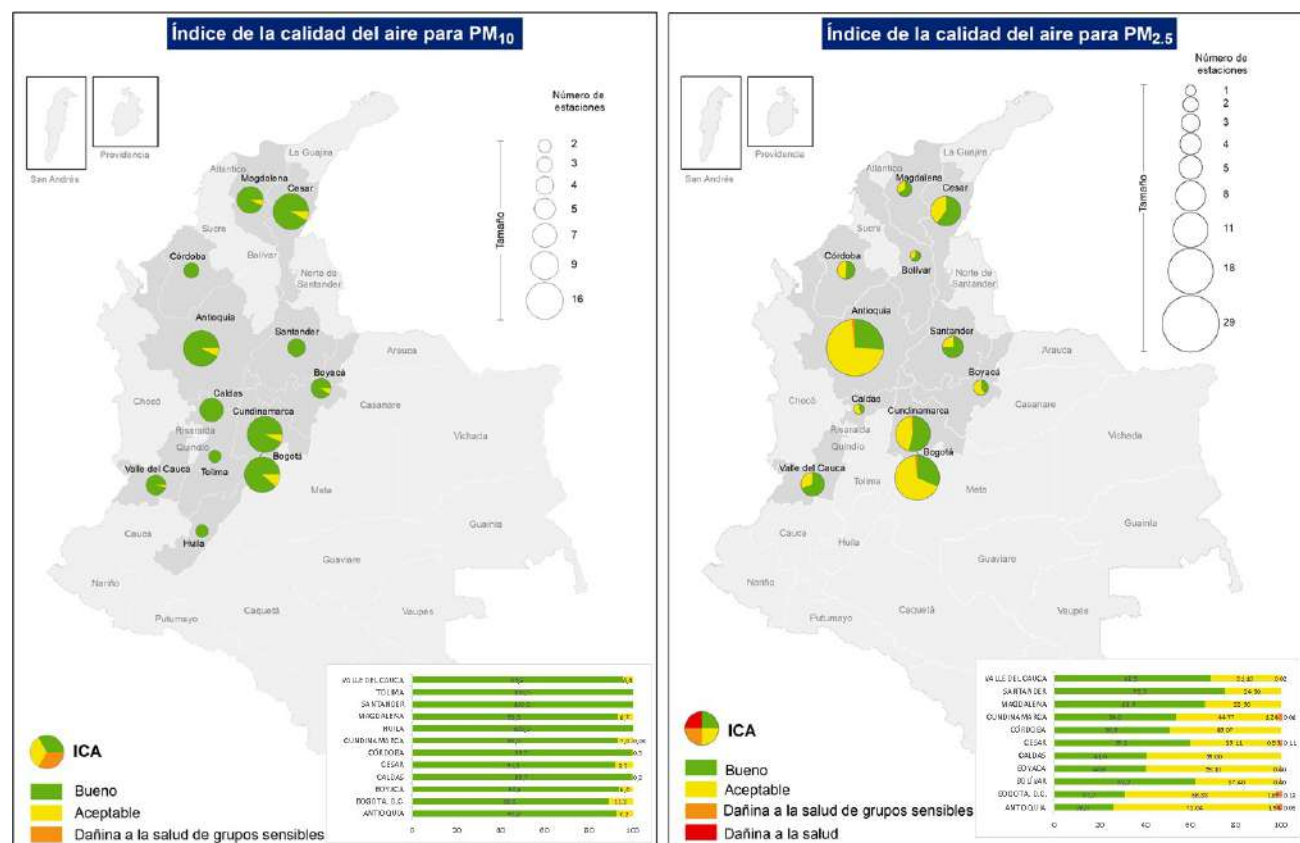 Índice de la calidad del aire para PM10
Número de
estaciones
2
3
4
5
7
9
16
Tamaño
San Andrés
Providencia
La Guajira
Atlántico
Magdalena
Cesar
Sucre
Córdoba
Bolívar
Norte de
Santander
Antioquia
Santander
Arauca
Boyacá
Chocó
Caldas
Casanare
Cundinamarca
Risaralda
Vichada
Quindío
Bogotá
Valle del Cauca
Tolima
Meta
Guainía
Cauca
Huila
Guaviare
Nariño
Caquetá
Vaupés
Putumayo
ICA
Bueno
Aceptable
Dañina a la salud de grupos sensibles
VALLE DEL CAUCA
TOLIMA
SANTANDER
MAGDALENA
HUILA
CUNDINAMARCA
CÓRDOBA
CESAR
CALDAS
BOYACA
BOGOTA, D.C.
ANTIOQUIA
0 20 40 60 80 100
Índice de la calidad del aire para PM2.5
Número de
estaciones
1
2
3
4
5
8
11
18
29
Tamaño
San Andrés
Providencia
La Guajira
Atlántico
Magdalena
Cesar
Sucre
Córdoba
Bolívar
Norte de
Santander
Antioquia
Santander
Arauca
Boyacá
Chocó
Caldas
Casanare
Cundinamarca
Risaralda
Vichada
Quindío
Bogotá
Valle del Cauca
Tolima
Meta
Guainía
Cauca
Huila
Guaviare
Nariño
Caquetá
Vaupés
Putumayo
ICA
Bueno
Aceptable
Dañina a la salud de grupos sensibles
Dañina a la salud
VALLE DEL CAUCA
SANTANDER
MAGDALENA
CUNDINAMARCA
CÓRDOBA
CESAR
CALDAS
BOYACA
BOLÍVAR
BOGOTA, D.C.
ANTIOQUIA
0 20 40 60 80 100